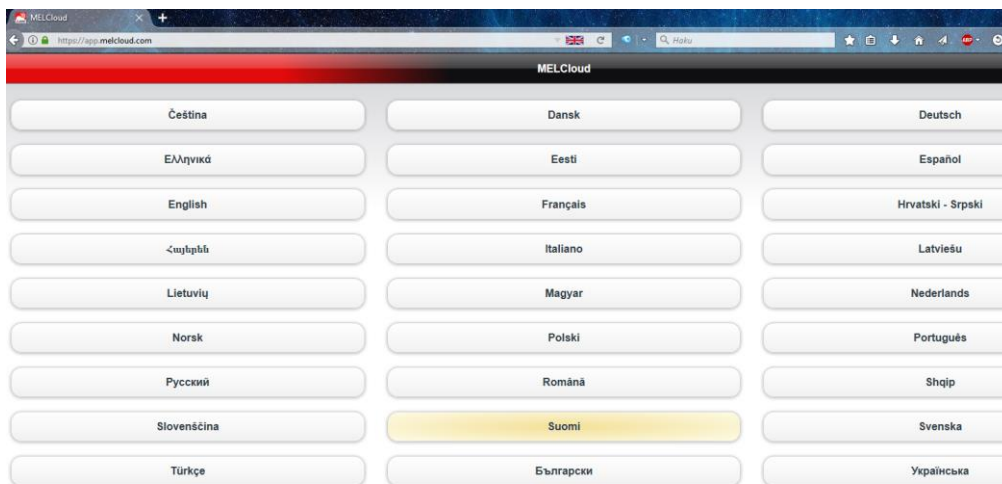 MELCloud
https://app.melcloud.com
Haku
ABP
MELCloud
Čeština Dansk Deutsch
Ελληνικά Eesti Español
English Français Hrvatski - Srpski
Հայերեն Italiano Latviešu
Lietuvių Magyar Nederlands
Norsk Polski Português
Русский Română Shqip
Slovenščina Suomi Svenska
Türkçe Български Українська